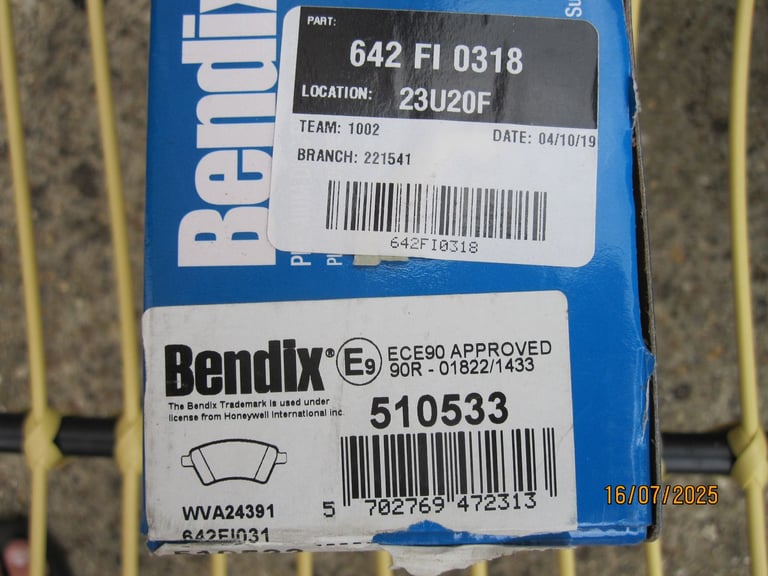 Su
Bendix
PART:
642 FI 0318
LOCATION: 23U20F
TEAM: 1002
DATE: 04/10/19
BRANCH: 221541
642FI0318
Bendix®
E9
ECE90 APPROVED
90R - 01822/1433
The Bendix Trademark is used under
license from Honeywell International inc.
510533
5 702769 472313
WVA24391
642FI031
16/07/2025